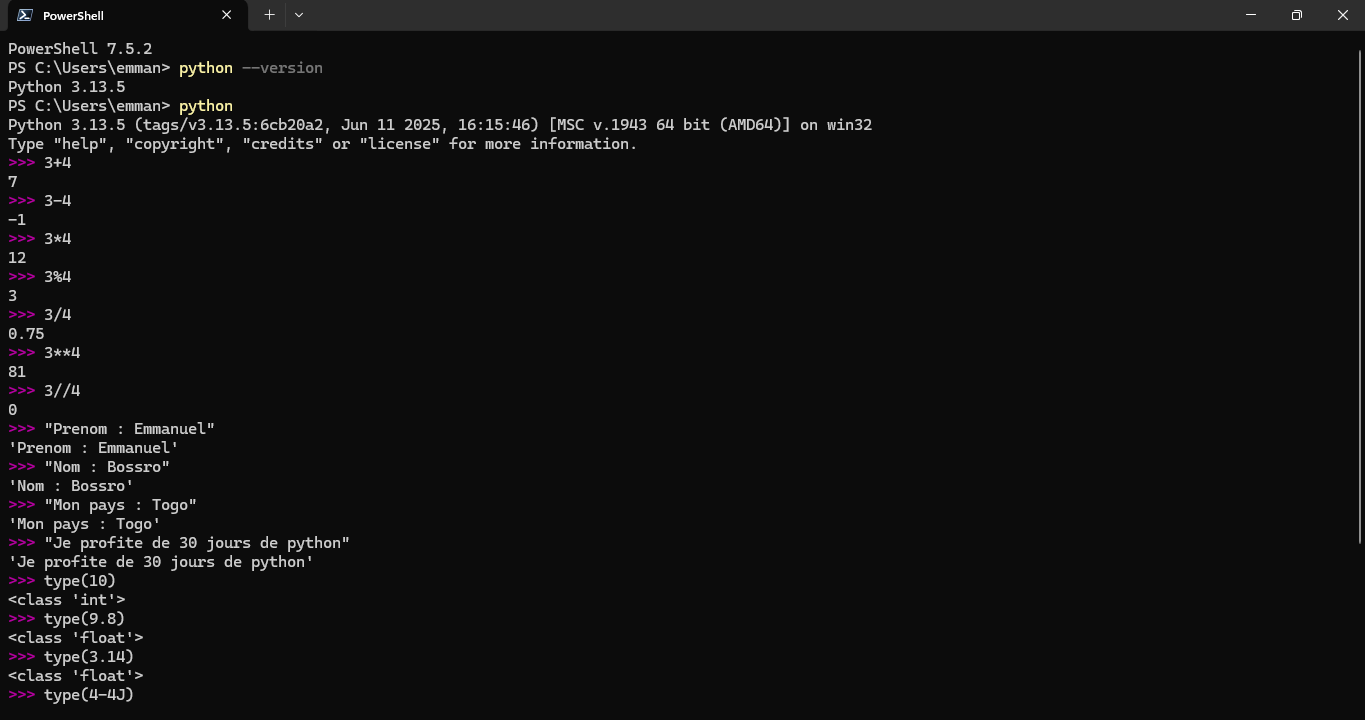 PowerShell
PowerShell 7.5.2
PS C:\Users\emman> python --version
Python 3.13.5
PS C:\Users\emman> python
Python 3.13.5 (tags/v3.13.5:6cb20a2, Jun 11 2025, 16:15:46) [MSC v.1943 64 bit (AMD64)] on win32
Type "help", "copyright", "credits" or "license" for more information.
>>> 3+4
7
>>> 3-4
-1
>>> 3*4
12
>>> 3%4
3
>>> 3/4
0.75
>>> 3**4
81
>>> 3//4
0
>>> "Prenom : Emmanuel"
'Prenom : Emmanuel'
>>> "Nom : Bossro"
'Nom : Bossro'
>>> "Mon pays : Togo"
'Mon pays : Togo'
>>> "Je profite de 30 jours de python"
'Je profite de 30 jours de python'
>>> type(10)
<class 'int'>
>>> type(9.8)
<class 'float'>
>>> type(3.14)
<class 'float'>
>>> type(4-4J)